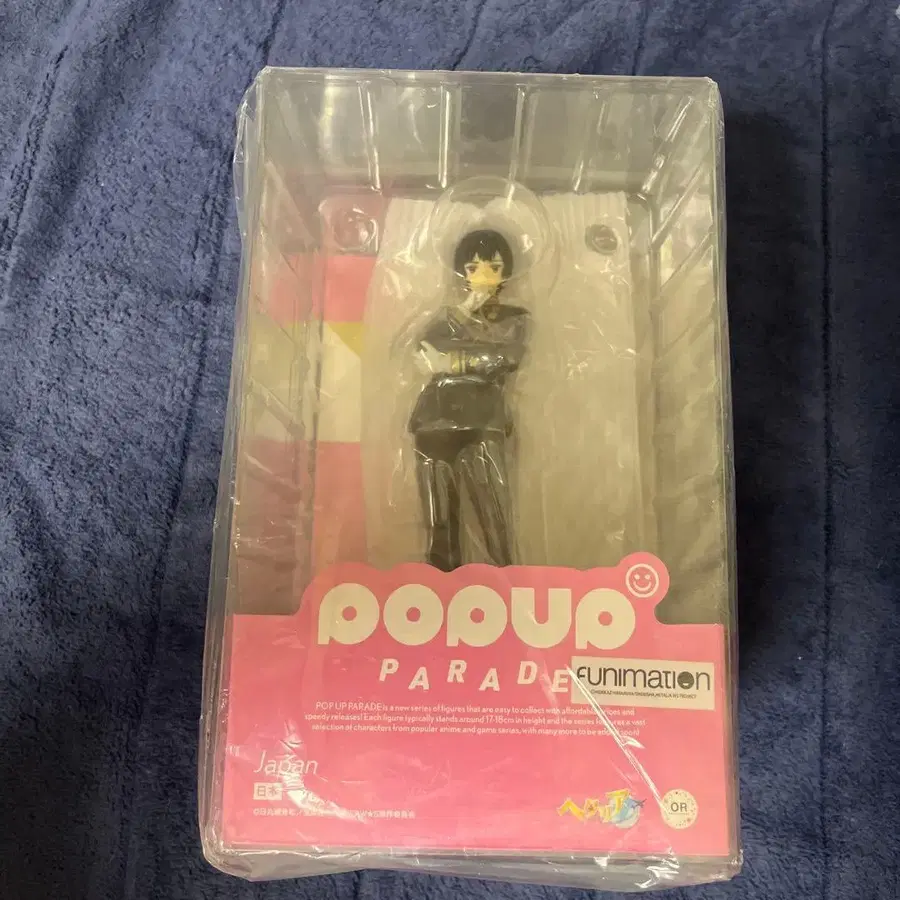 POPUP
PARADE
FUNIMATION
POP UP PARADE is a new series of figures that are easy to collect with affordable prices and
speedy releases! Each figure typically stands around 17-18cm in height and the series features a vast
selection of characters from popular anime and game series, with many more to be added soon!
Japan
日本
ヘタリア
OR